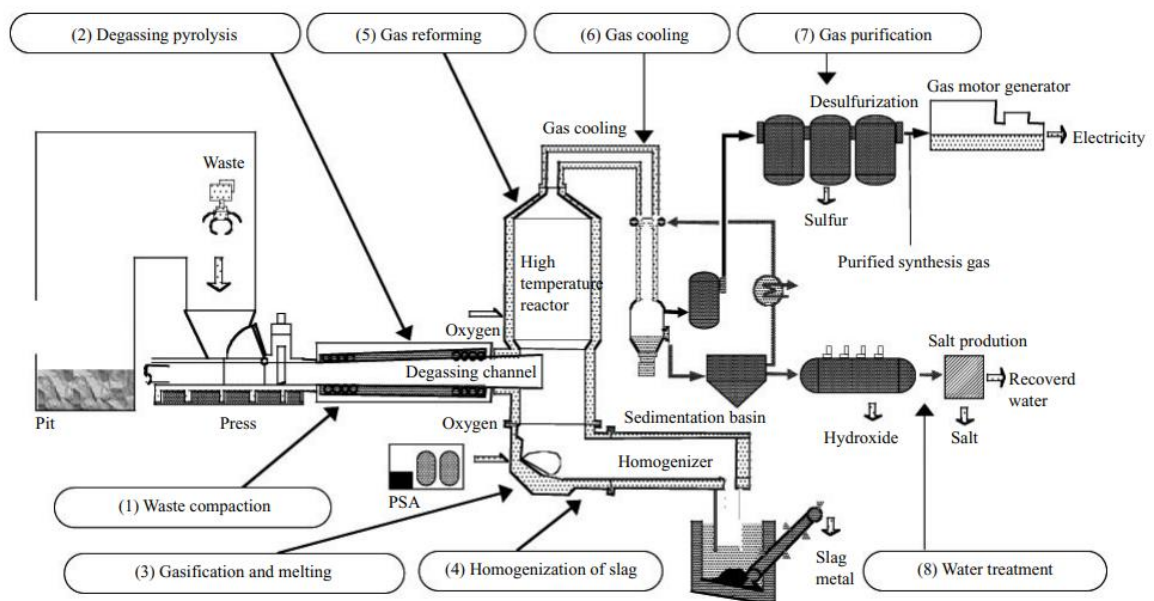 (2) Degassing pyrolysis
(5) Gas reforming
(6) Gas cooling
(7) Gas purification
Desulfurization
Gas motor generator
Gas cooling
Electricity
Waste
Sulfur
Purified synthesis gas
High
temperature
reactor
Oxygen
Degassing channel
Salt prodution
Recoverd
water
Pit
Press
Oxygen
Sedimentation basin
Hydroxide
Salt
Homogenizer
PSA
(1) Waste compaction
Slag
metal
(3) Gasification and melting
(4) Homogenization of slag
(8) Water treatment